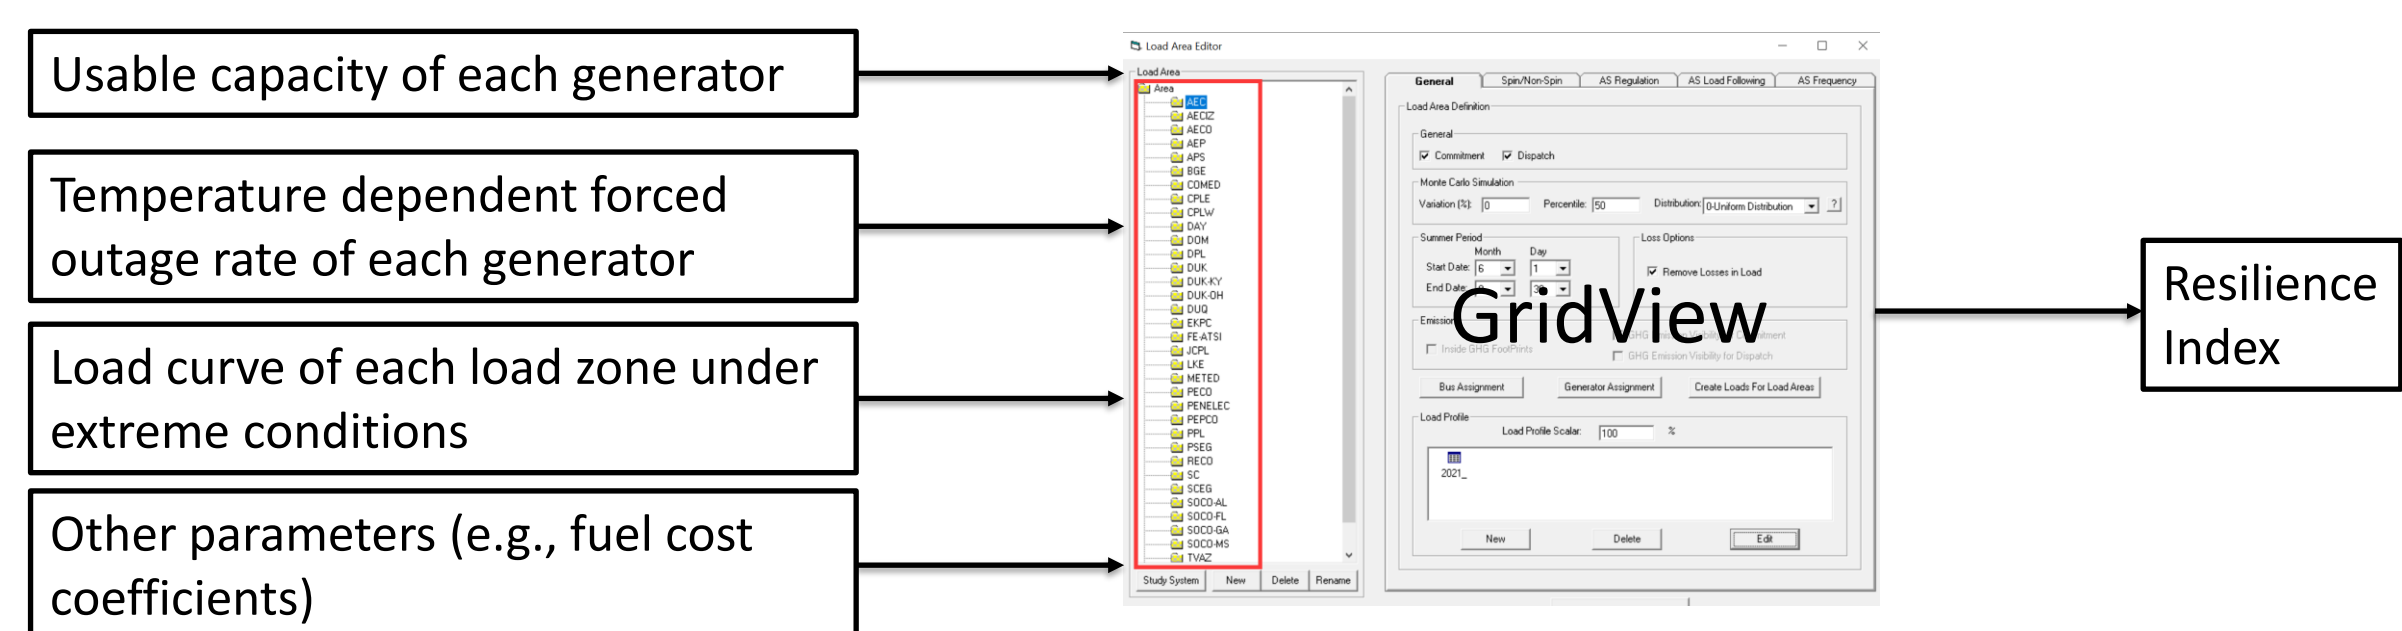 Usable capacity of each generator
Temperature dependent forced
outage rate of each generator
Load curve of each load zone under
extreme conditions
Other parameters (e.g., fuel cost
coefficients)
Load Area Editor
Load Area
Area
AEC
AECIZ
AECO
AEP
APS
BGE
COMED
CPLE
CPLW
DAY
DOM
DPL
DUK
DUK-KY
DUK-OH
DUQ
EKPC
FE-ATSI
JCPL
LKE
METED
PECO
PENELEC
PEPCO
PPL
PSEG
RECO
SC
SCEG
SOCO-AL
SOCO-FL
SOCO-GA
SOCO-MS
TVAZ
Study System New Delete Rename
General Spin/Non-Spin AS Regulation AS Load Following AS Frequency
Load Area Definition
General
Commitment Dispatch
Monte Carlo Simulation
Variation (%): 0 Percentile: 50 Distribution: 0-Uniform Distribution ?
Summer Period
Month Day
Start Date: 6 1
End Date:
Loss Options
Remove Losses in Load
GridView
Emission
Inside GHG FootPrints
GHG Emission Visibility for Dispatch
Bus Assignment Generator Assignment Create Loads For Load Areas
Load Profile
Load Profile Scalar: 100 %
2021_
New Delete Edit
Resilience
Index